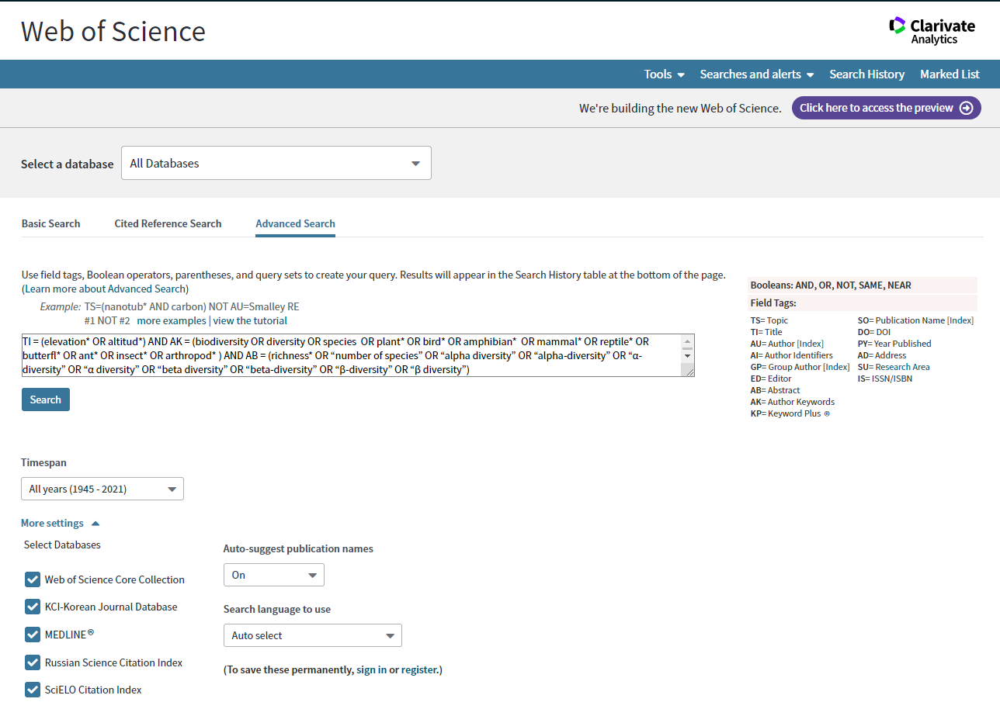 Web of Science
Clarivate
Analytics
Tools Searches and alerts Search History Marked List
We're building the new Web of Science. Click here to access the preview
Select a database All Databases
Basic Search Cited Reference Search Advanced Search
Use field tags, Boolean operators, parentheses, and query sets to create your query. Results will appear in the Search History table at the bottom of the page.
(Learn more about Advanced Search)
Example: TS=(nanotub* AND carbon) NOT AU=Smalley RE
#1 NOT #2 more examples | view the tutorial
TI = (elevation* OR altitud*) AND AK = (biodiversity OR diversity OR species OR plant* OR bird* OR amphibian* OR mammal* OR reptile* OR
butterfl* OR ant* OR insect* OR arthropod* ) AND AB = (richness* OR “number of species” OR “alpha diversity” OR “alpha-diversity” OR “α-
diversity” OR “α diversity” OR “beta diversity” OR “beta-diversity” OR “β-diversity” OR “β diversity”)
Search
Booleans: AND, OR, NOT, SAME, NEAR
Field Tags:
TS= Topic
TI= Title
AU= Author [Index]
AI= Author Identifiers
GP= Group Author [Index]
ED= Editor
AB= Abstract
AK= Author Keywords
KP= Keyword Plus ®
SO= Publication Name [Index]
DO= DOI
PY= Year Published
AD= Address
SU= Research Area
IS= ISSN/ISBN
Timespan
All years (1945 - 2021)
More settings
Select Databases
Web of Science Core Collection
KCI-Korean Journal Database
MEDLINE®
Russian Science Citation Index
SciELO Citation Index
Auto-suggest publication names
On
Search language to use
Auto select
(To save these permanently, sign in or register.)